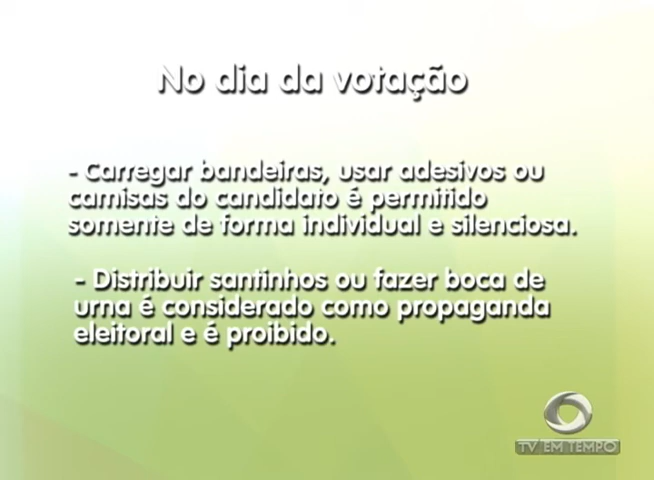 No dia da votação
- Carregar bandeiras, usar adesivos ou
camisas do candidato é permitido
somente de forma individual e silenciosa.
- Distribuir santinhos ou fazer boca de
urna é considerado como propaganda
eleitoral e é proibido.
TV EM TEMPO